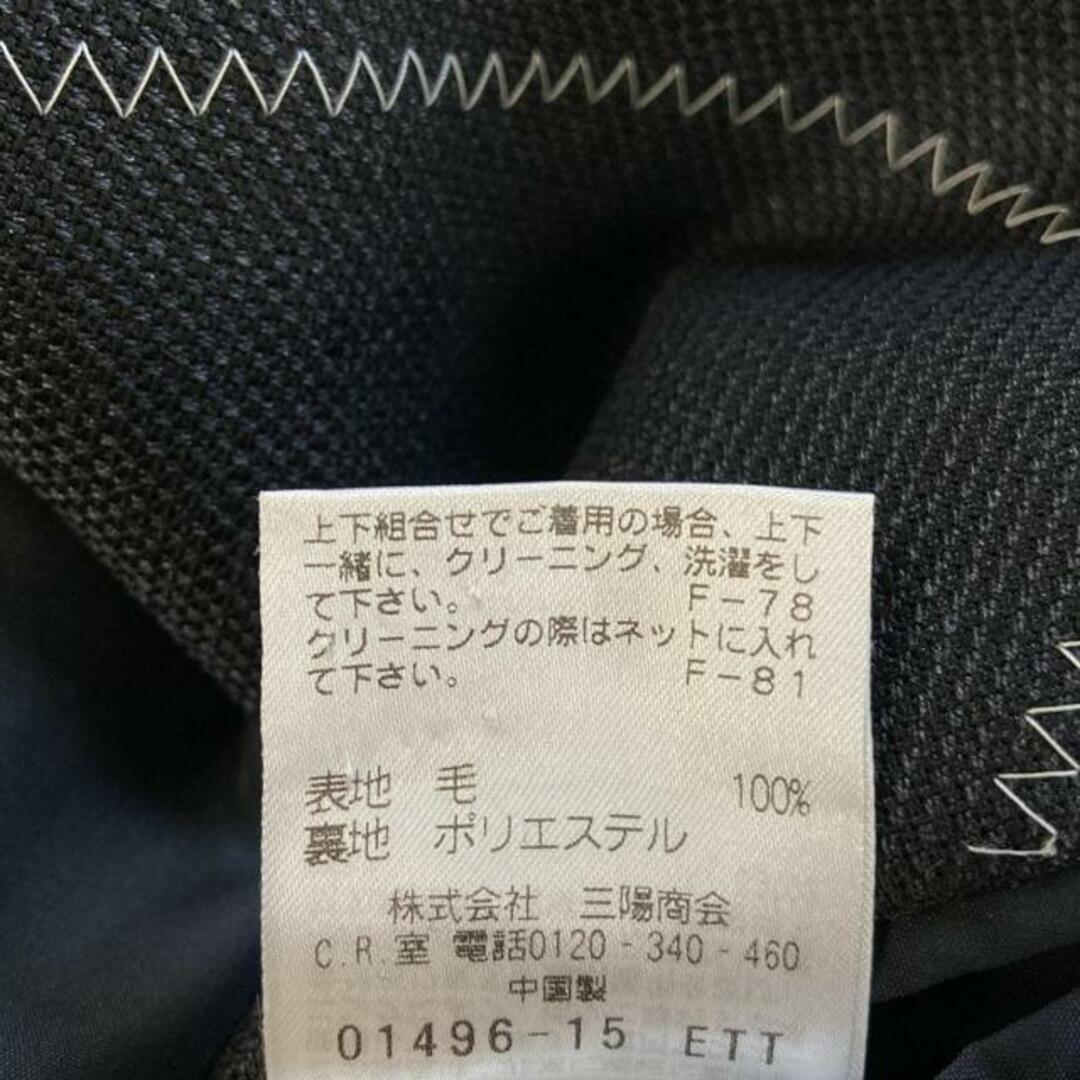 上下組合せでご着用の場合、上下
一緒に、クリーニング、洗濯をし
て下さい。 F-78
クリーニングの際はネットに入れ
て下さい。 F-81
表地 毛 100%
裏地 ポリエステル
株式会社 三陽商会
C.R.室 電話0120-340-460
中国製
01496-15 ETT